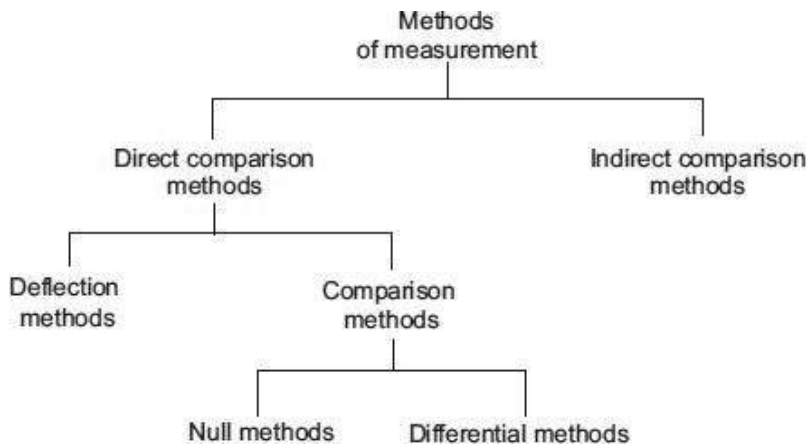 Methods
of measurement
Direct comparison
methods
Indirect comparison
methods
Deflection
methods
Comparison
methods
Null methods
Differential methods